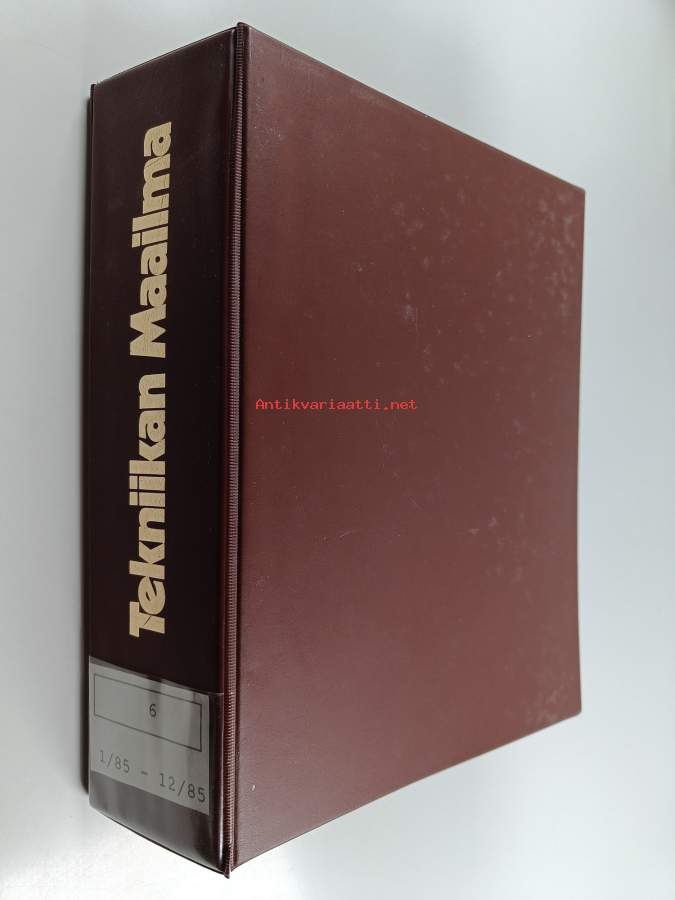 Tekniikan Maailma
6
1/85 - 12/85
Antikvariaatti.net